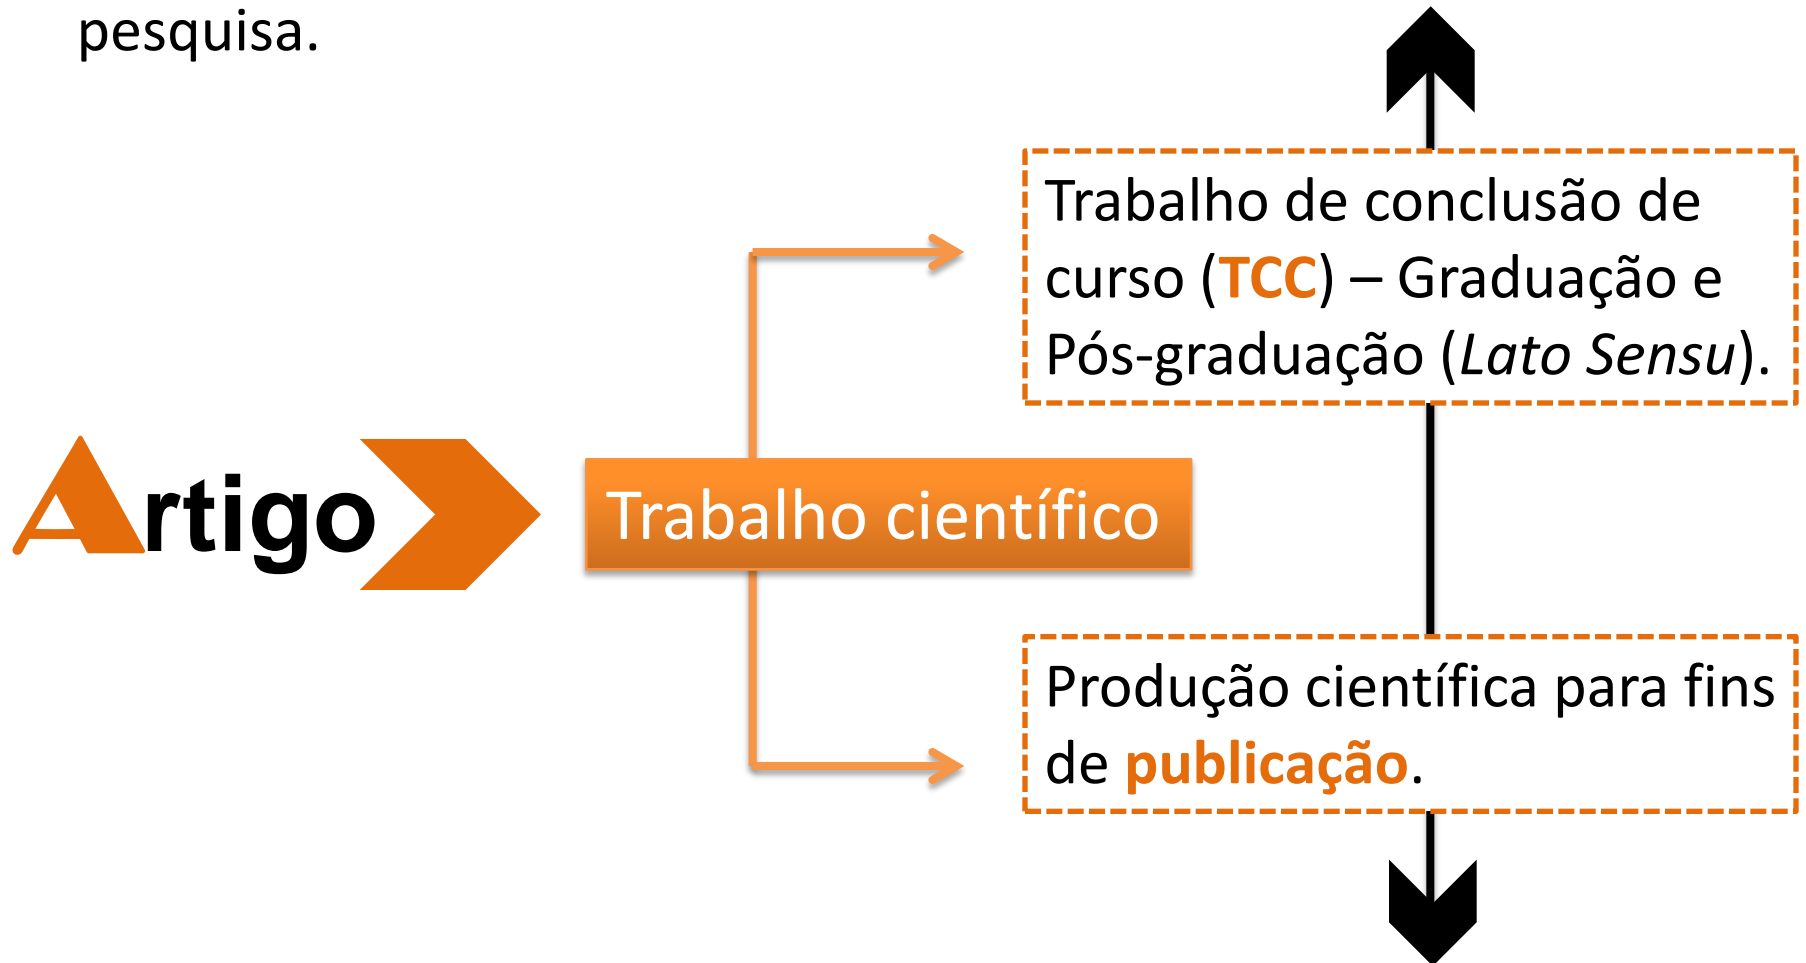 pesquisa.
Trabalho de conclusão de
curso (TCC) – Graduação e
Pós-graduação (Lato Sensu).
Artigo
Trabalho científico
Produção científica para fins
de publicação.